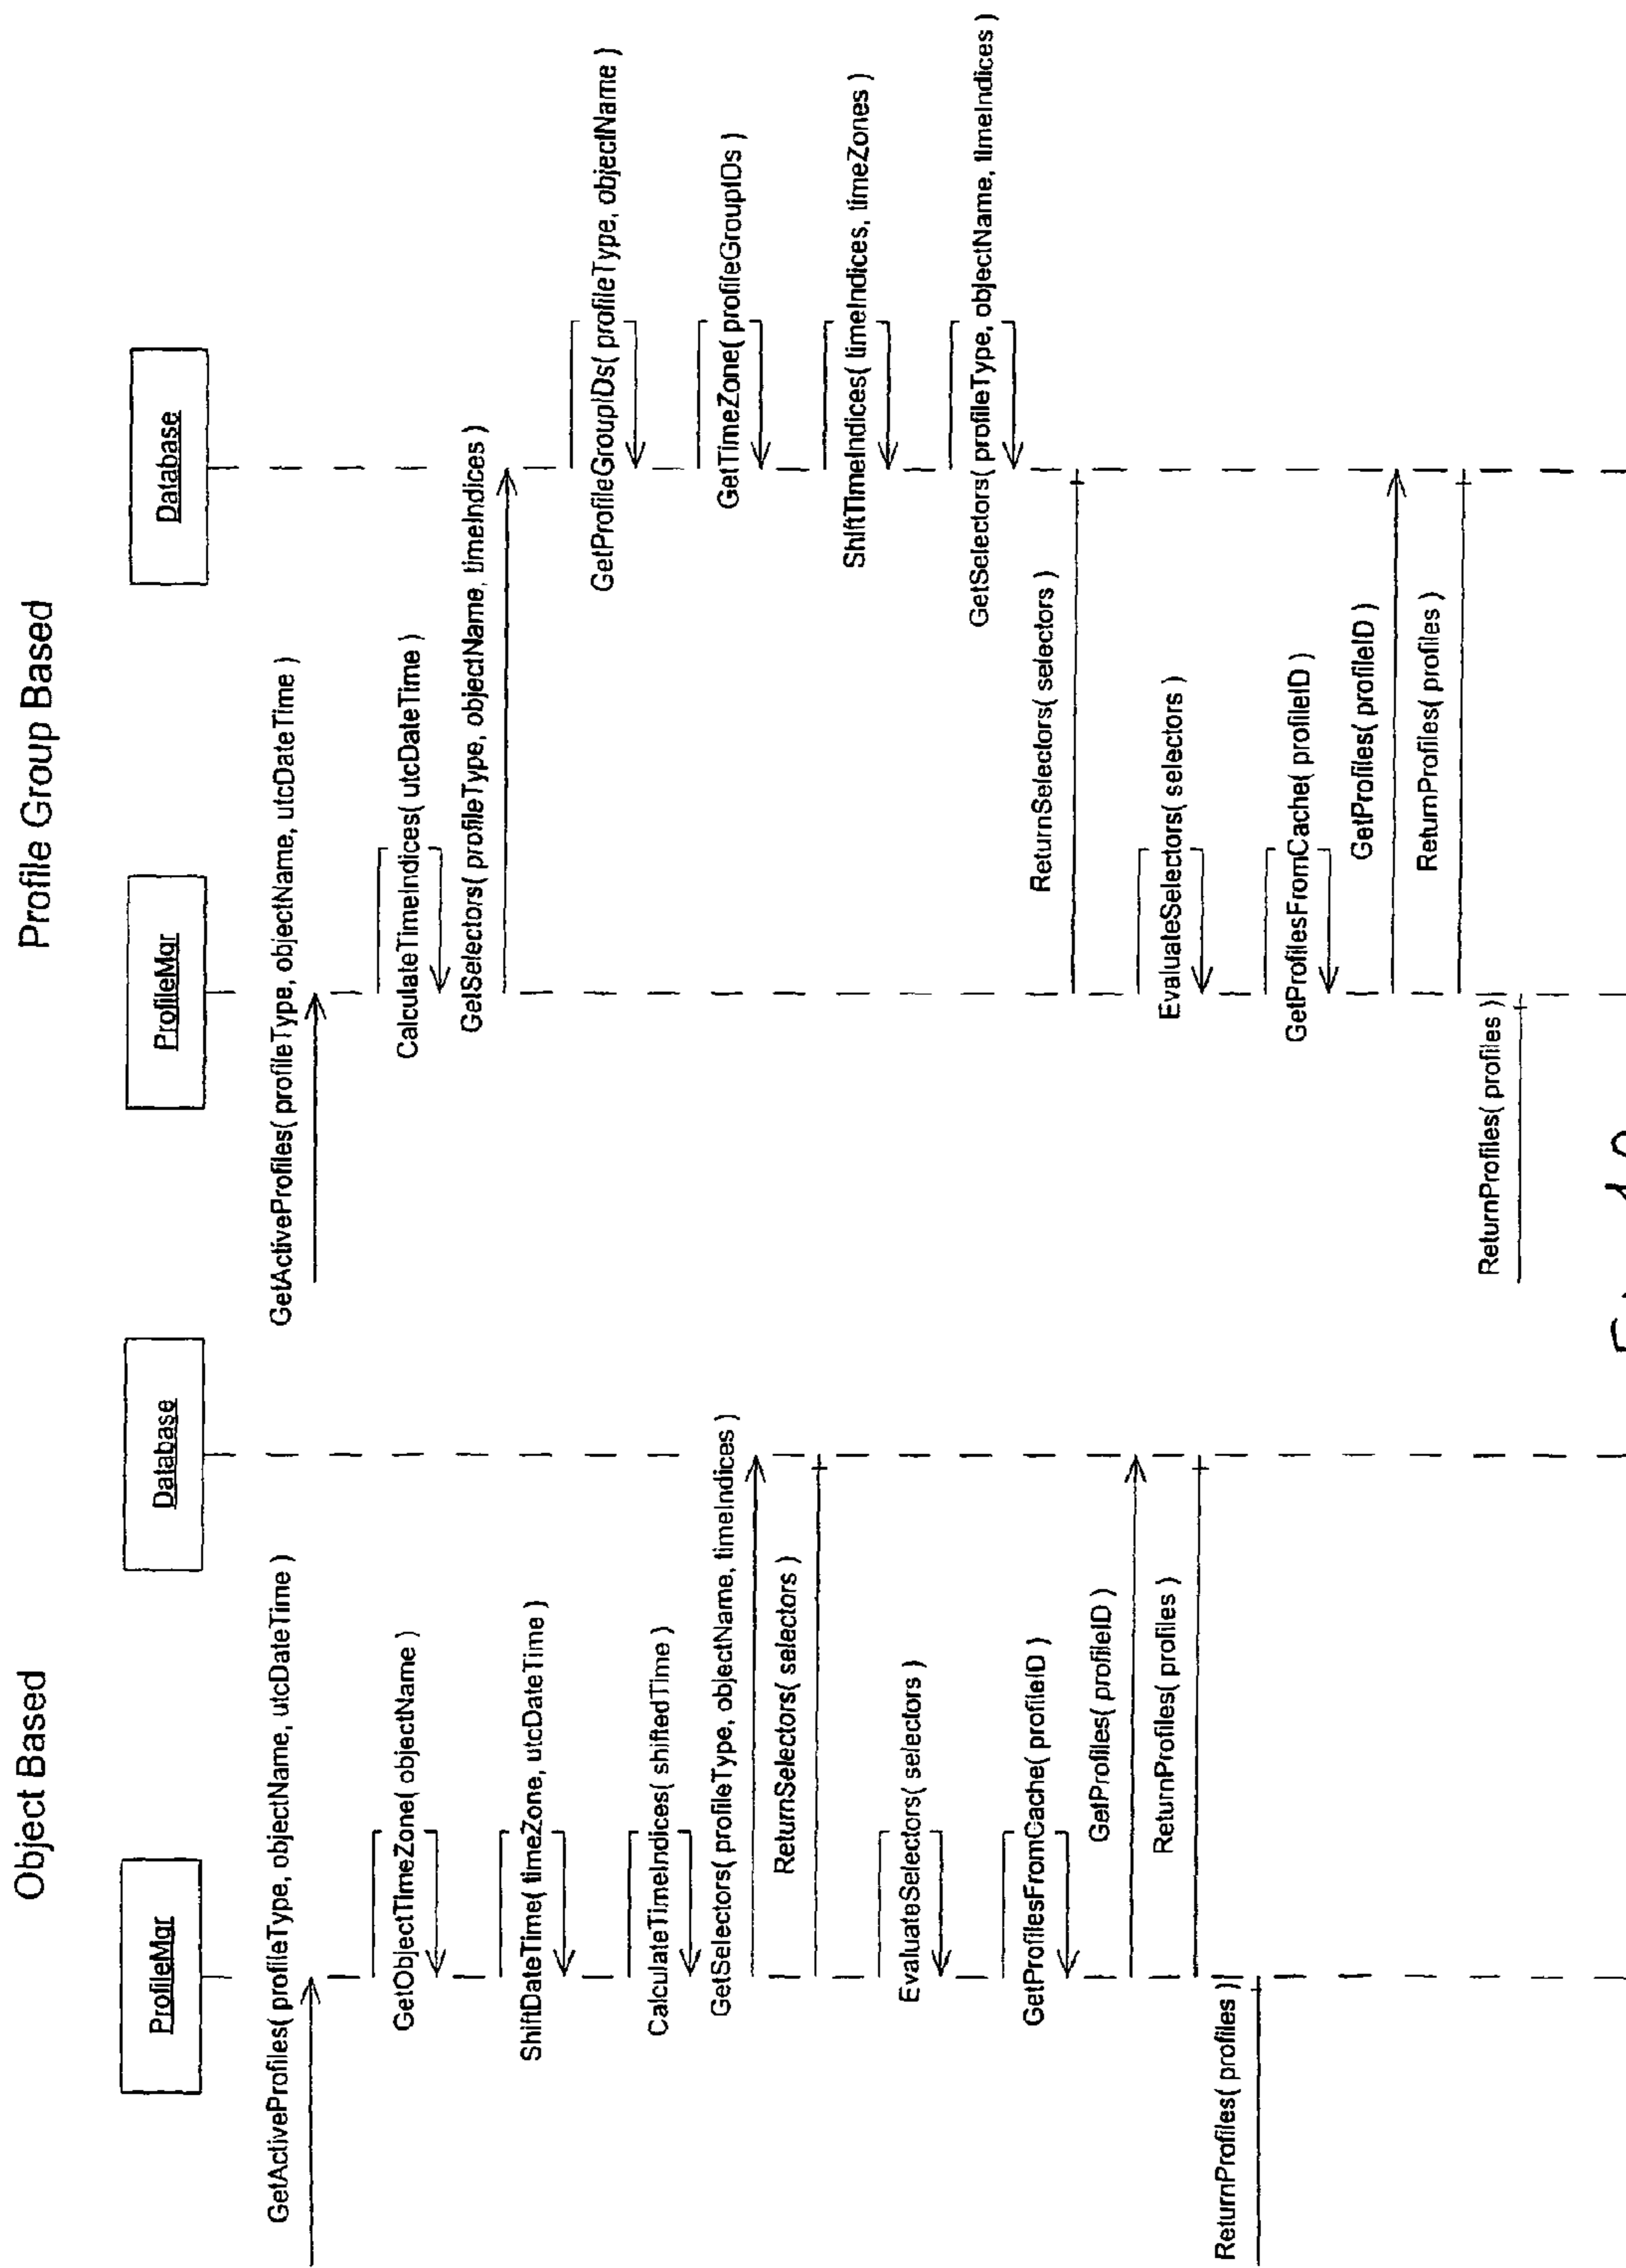 Object Based
ProfileMgr
Database
GetActiveProfiles( profileType, objectName, utcDateTime )
GetObjectTimeZone( objectName )
ShiftDateTime( timeZone, utcDateTime )
CalculateTimeIndices( shiftedTime )
GetSelectors( profileType, objectName, timeIndices )
ReturnSelectors( selectors )
EvaluateSelectors( selectors )
GetProfilesFromCache( profileID )
GetProfiles( profileID )
ReturnProfiles( profiles )
ReturnProfiles( profiles )
Profile Group Based
ProfileMgr
Database
GetActiveProfiles( profileType, objectName, utcDateTime )
CalculateTimeIndices( utcDateTime )
GetSelectors( profileType, objectName, timeIndices )
GetProfileGroupIDs( profileType, objectName )
GetTimeZone( profileGroupIDs )
ShiftTimeIndices( timeIndices, timeZones )
GetSelectors( profileType, objectName, timeIndices )
ReturnSelectors( selectors )
EvaluateSelectors( selectors )
GetProfilesFromCache( profileID )
GetProfiles( profileID )
ReturnProfiles( profiles )
ReturnProfiles( profiles )